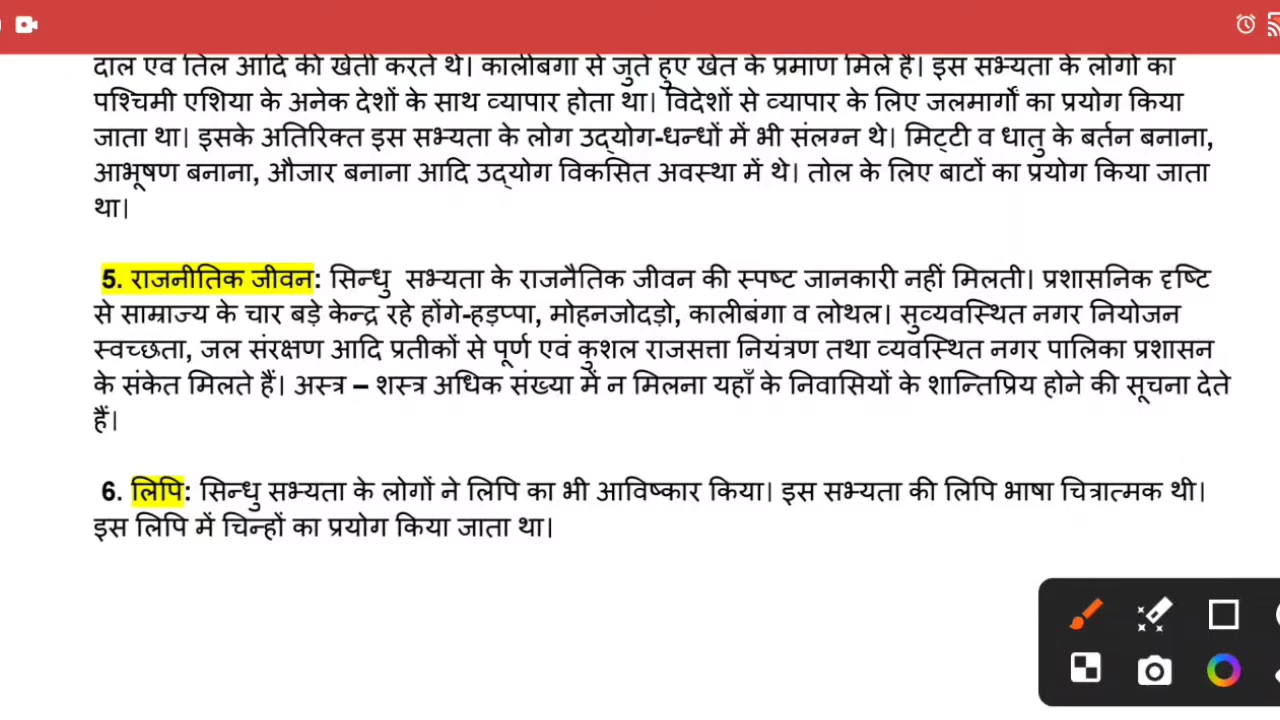 दाल एवं तिल आदि की खेती करते थे। कालीबंगा से जुते हुए खेत के प्रमाण मिले हैं। इस सभ्यता के लोगों का
पश्चिमी एशिया के अनेक देशों के साथ व्यापार होता था। विदेशों से व्यापार के लिए जलमार्गों का प्रयोग किया
जाता था। इसके अतिरिक्त इस सभ्यता के लोग उद्योग-धन्धों में भी संलग्न थे। मिट्टी व धातु के बर्तन बनाना,
आभूषण बनाना, औजार बनाना आदि उद्योग विकसित अवस्था में थे। तोल के लिए बाटों का प्रयोग किया जाता
था।
5. राजनीतिक जीवन: सिन्धु सभ्यता के राजनैतिक जीवन की स्पष्ट जानकारी नहीं मिलती। प्रशासनिक दृष्टि
से साम्राज्य के चार बड़े केन्द्र रहे होंगे-हड़प्पा, मोहनजोदड़ो, कालीबंगा व लोथल। सुव्यवस्थित नगर नियोजन
स्वच्छता, जल संरक्षण आदि प्रतीकों से पूर्ण एवं कुशल राजसत्ता नियंत्रण तथा व्यवस्थित नगर पालिका प्रशासन
के संकेत मिलते हैं। अस्त्र – शस्त्र अधिक संख्या में न मिलना यहाँ के निवासियों के शान्तिप्रिय होने की सूचना देते
हैं।
6. लिपि: सिन्धु सभ्यता के लोगों ने लिपि का भी आविष्कार किया। इस सभ्यता की लिपि भाषा चित्रात्मक थी।
इस लिपि में चिन्हों का प्रयोग किया जाता था।